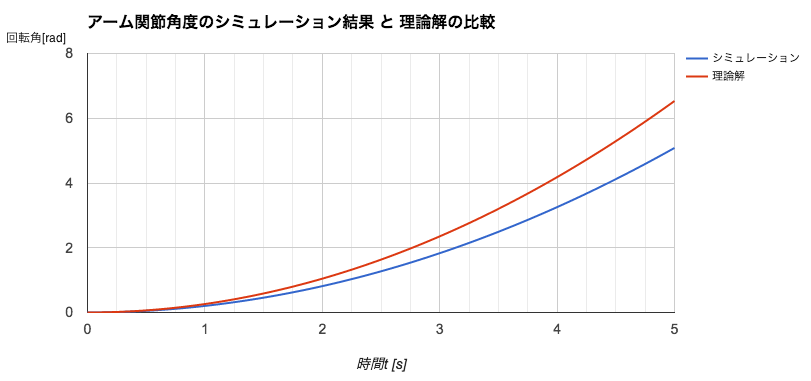 アーム関節角度のシミュレーション結果 と 理論解の比較
回転角[rad]
シミュレーション
理論解
8
6
4
2
0
0 1 2 3 4 5
時間t [s]